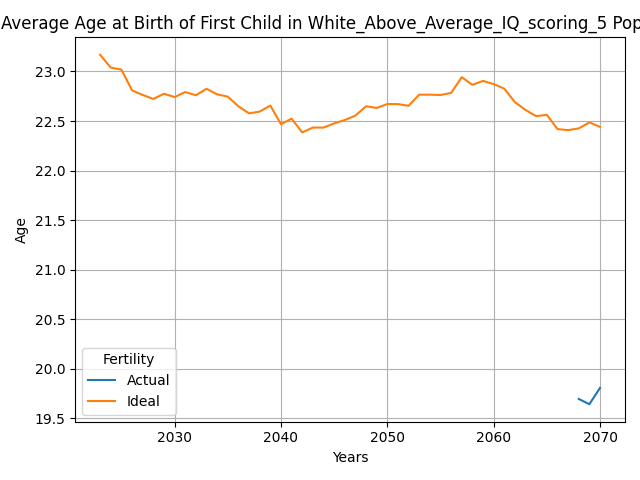 Average Age at Birth of First Child in White_Above_Average_IQ_scoring_5 Pop
23.0
22.5
22.0
21.5
21.0
20.5
20.0
19.5
Age
Fertility
Actual
Ideal
2030 2040 2050 2060 2070
Years